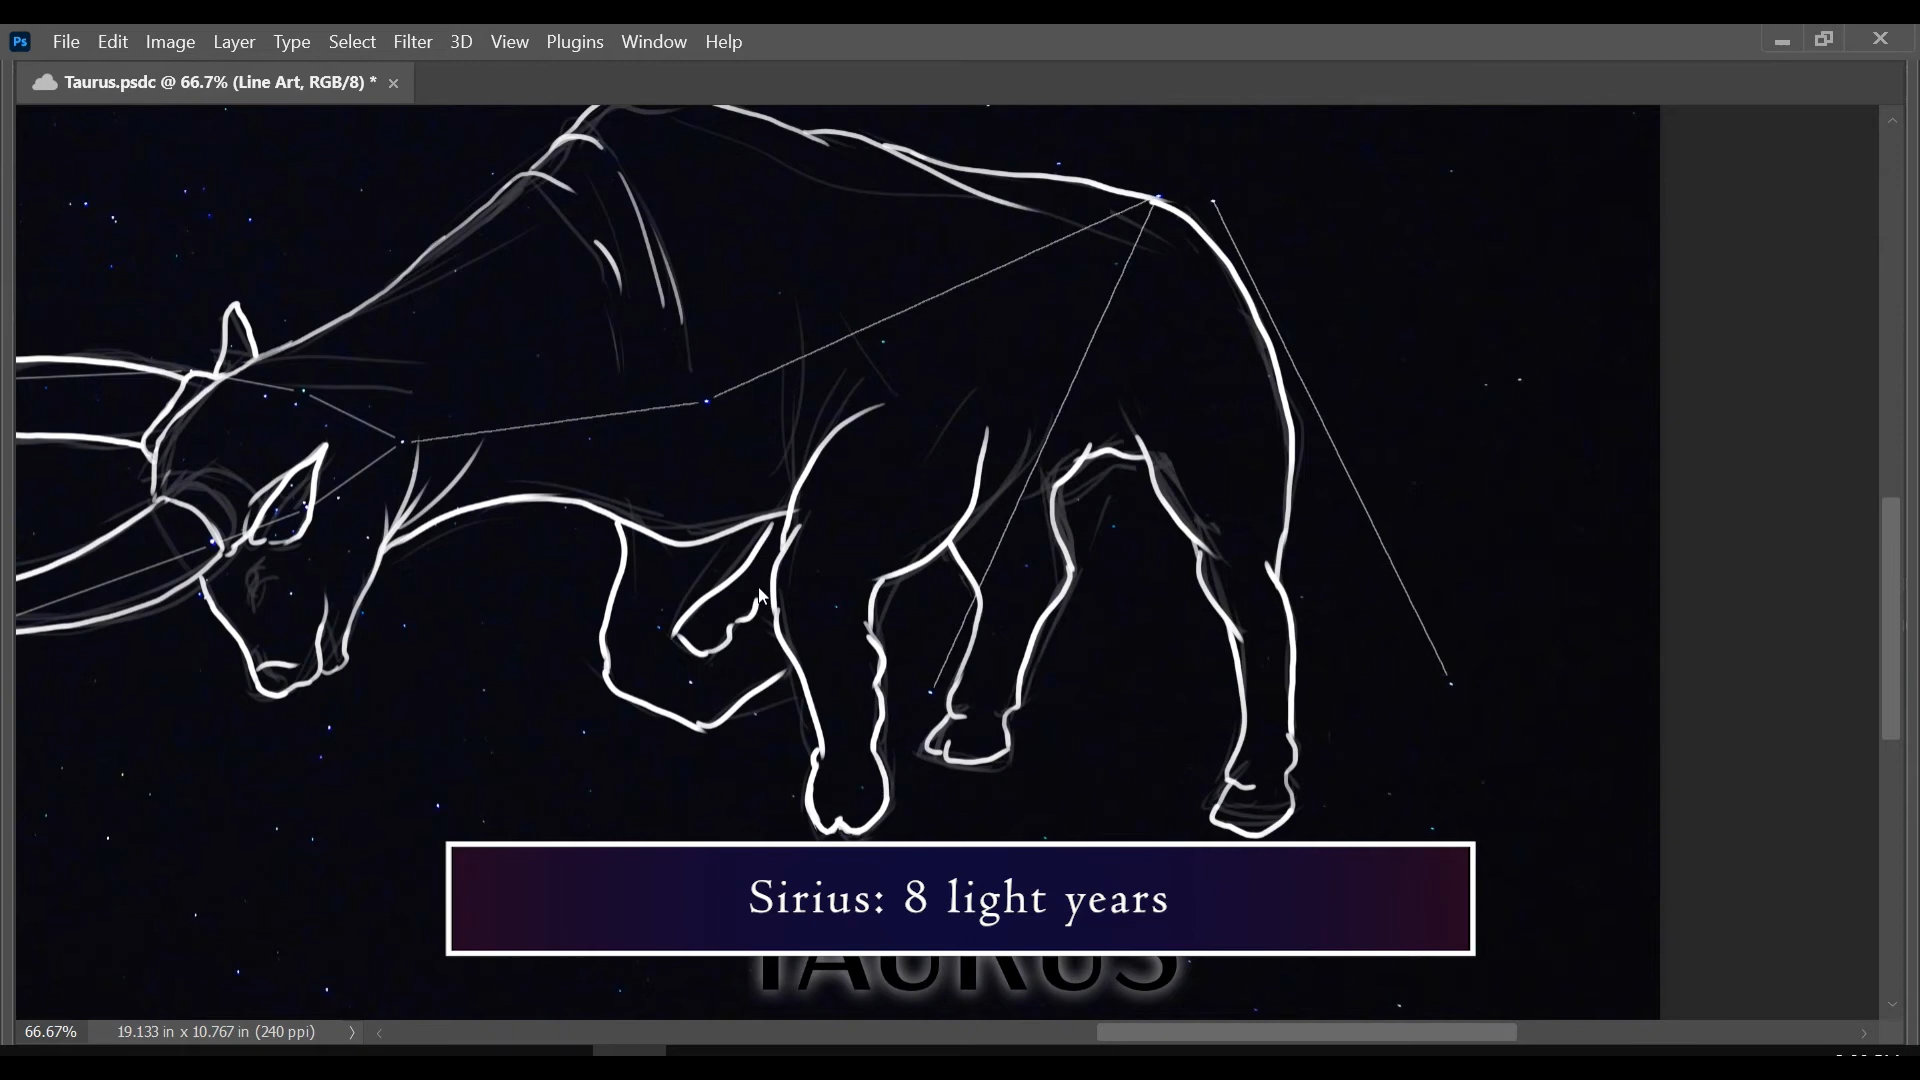 Ps File Edit Image Layer Type Select Filter 3D View Plugins Window Help
Taurus.psdc @ 66.7% (Line Art, RGB/8) *
Sirius: 8 light years
TAURUS
66.67% 19.133 in x 10.767 in (240 ppi)